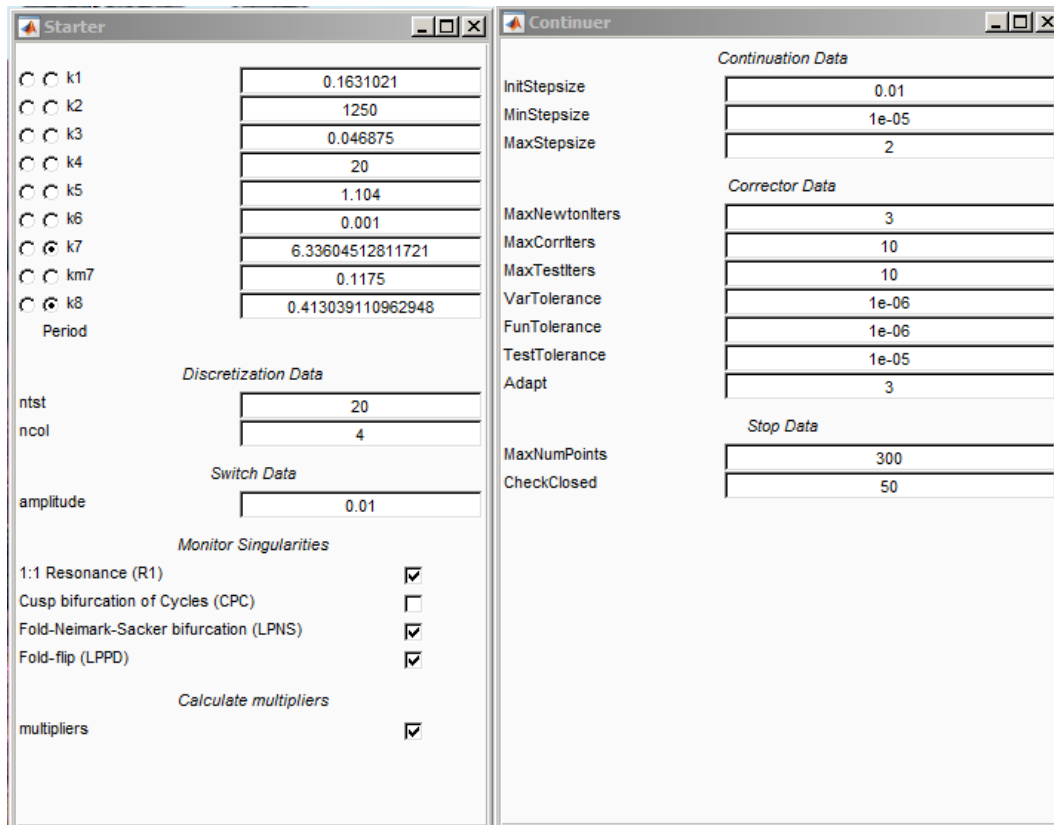 Starter
k1 0.1631021
k2 1250
k3 0.046875
k4 20
k5 1.104
k6 0.001
k7 6.33604512811721
km7 0.1175
k8 0.413039110962948
Period
Discretization Data
ntst 20
ncol 4
Switch Data
amplitude 0.01
Monitor Singularities
1:1 Resonance (R1)
Cusp bifurcation of Cycles (CPC)
Fold-Neimark-Sacker bifurcation (LPNS)
Fold-flip (LPPD)
Calculate multipliers
multipliers
Continuer
Continuation Data
InitStepsize 0.01
MinStepsize 1e-05
MaxStepsize 2
Corrector Data
MaxNewtonIters 3
MaxCorrIters 10
MaxTestIters 10
VarTolerance 1e-06
FunTolerance 1e-06
TestTolerance 1e-05
Adapt 3
Stop Data
MaxNumPoints 300
CheckClosed 50